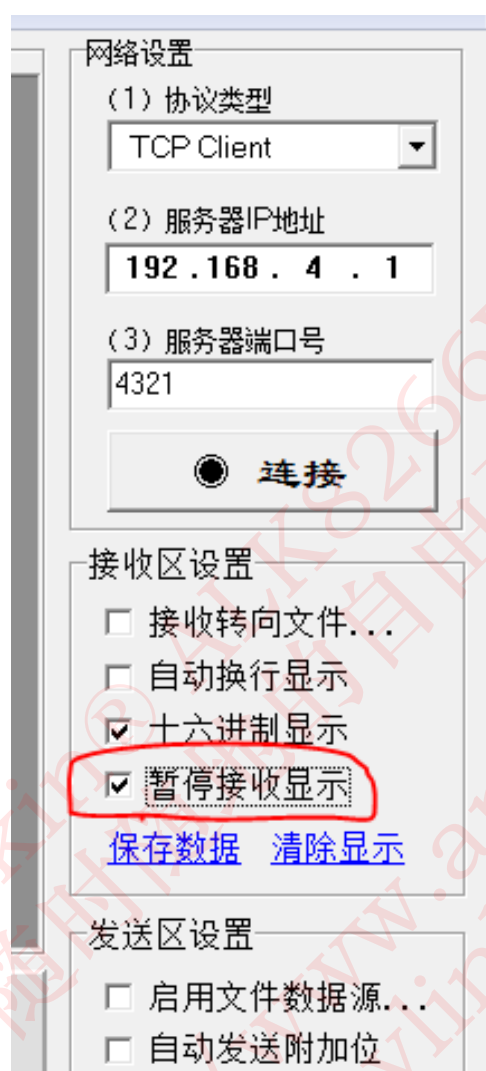 网络设置
（1）协议类型
TCP Client
（2）服务器IP地址
192 .168 . 4 . 1
（3）服务器端口号
4321
连接
接收区设置
接收转向文件...
自动换行显示
十六进制显示
暂停接收显示
保存数据 清除显示
发送区设置
启用文件数据源...
自动发送附加位